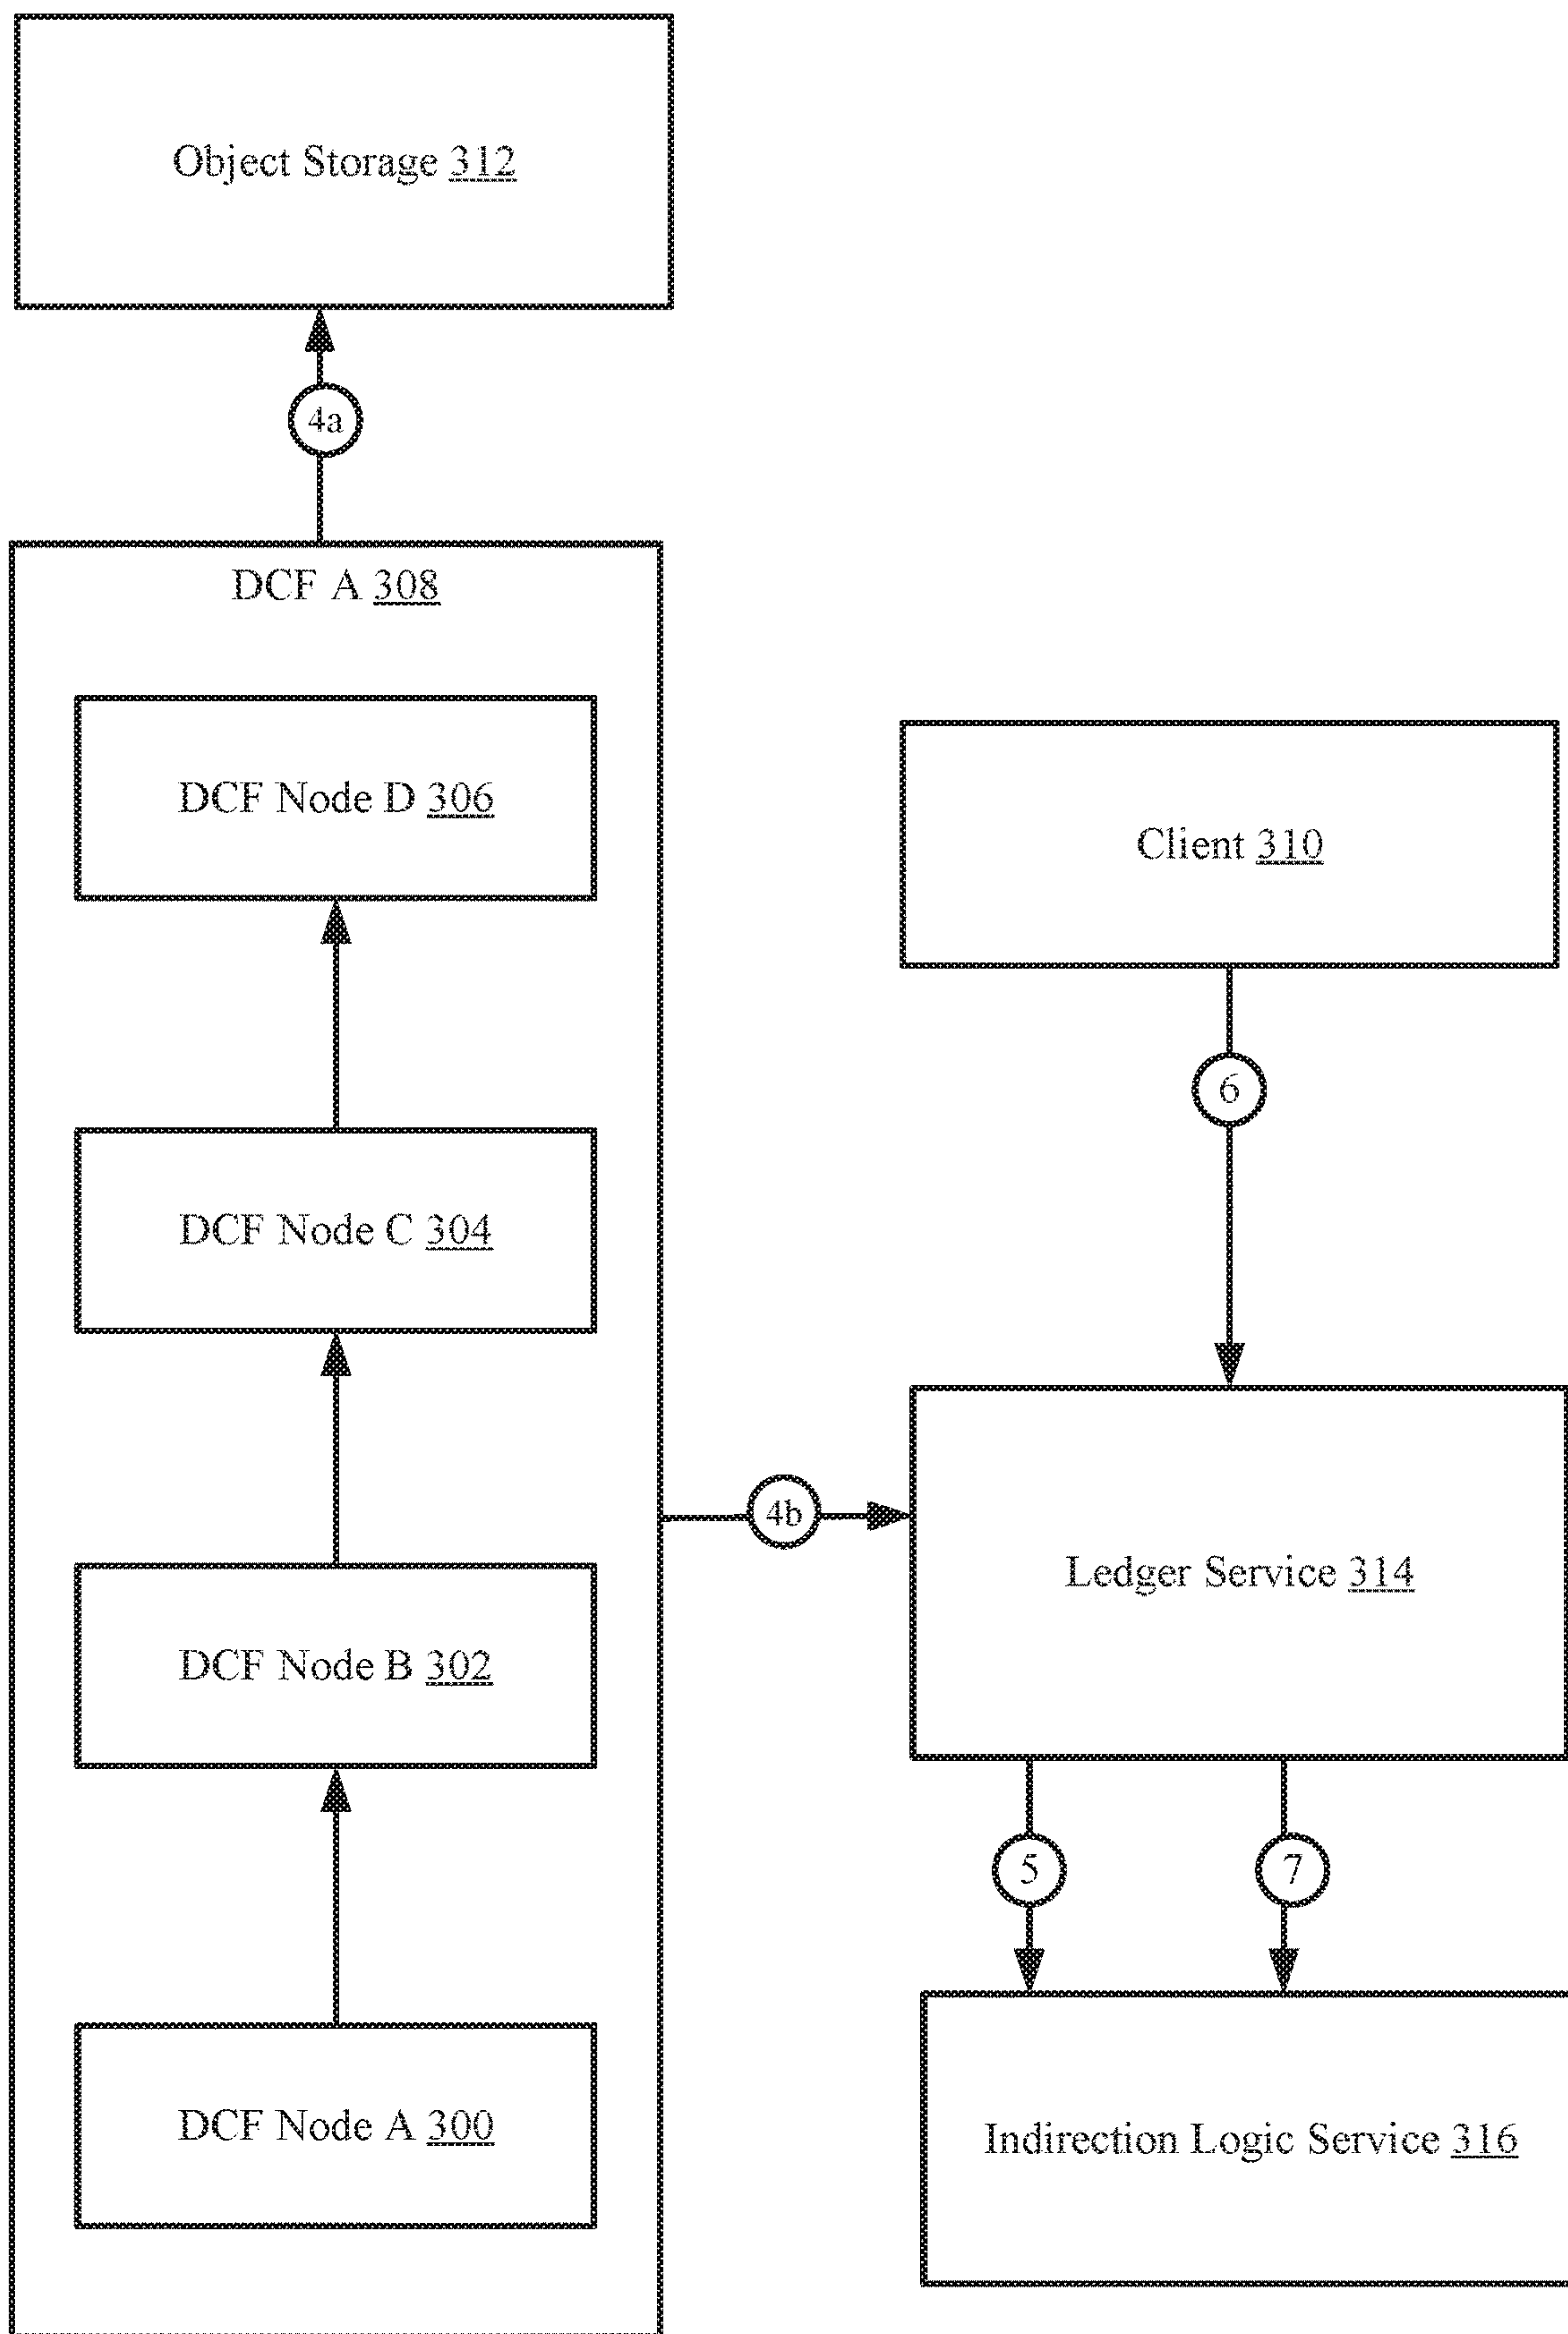 Object Storage 312
4a
DCF A 308
DCF Node D 306
Client 310
6
DCF Node C 304
4b
Ledger Service 314
DCF Node B 302
5
7
DCF Node A 300
Indirection Logic Service 316